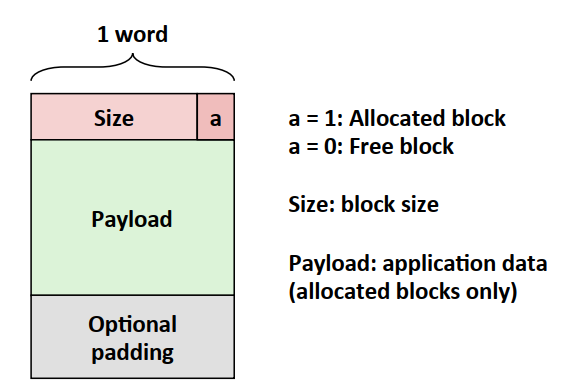 1 word
Size
a
Payload
Optional
padding
a = 1: Allocated block
a = 0: Free block
Size: block size
Payload: application data
(allocated blocks only)